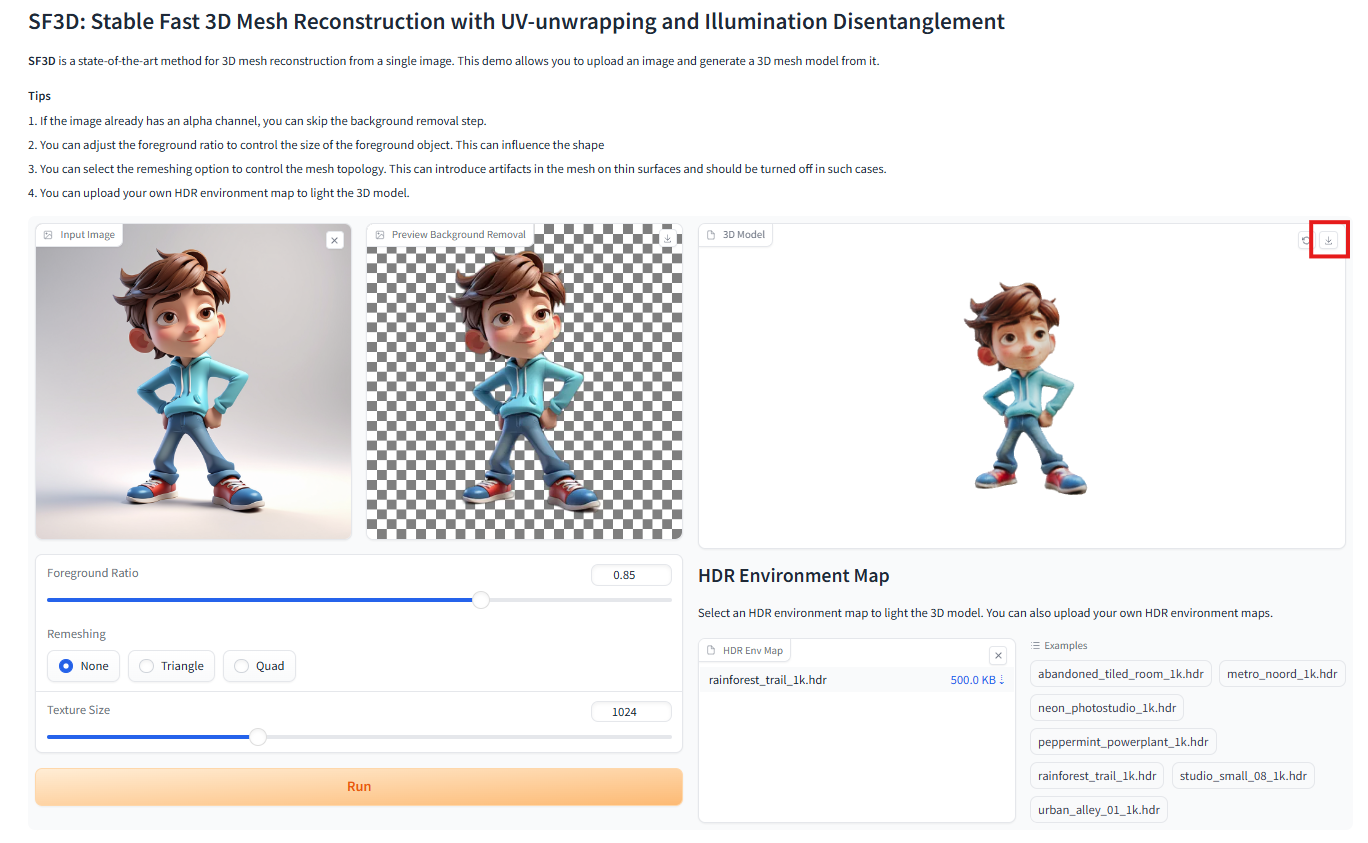 SF3D: Stable Fast 3D Mesh Reconstruction with UV-unwrapping and Illumination Disentanglement
SF3D is a state-of-the-art method for 3D mesh reconstruction from a single image. This demo allows you to upload an image and generate a 3D mesh model from it.
Tips
1. If the image already has an alpha channel, you can skip the background removal step.
2. You can adjust the foreground ratio to control the size of the foreground object. This can influence the shape
3. You can select the remeshing option to control the mesh topology. This can introduce artifacts in the mesh on thin surfaces and should be turned off in such cases.
4. You can upload your own HDR environment map to light the 3D model.
Input Image
Preview Background Removal
3D Model
Foreground Ratio
0.85
Remeshing
None
Triangle
Quad
Texture Size
1024
Run
HDR Environment Map
Select an HDR environment map to light the 3D model. You can also upload your own HDR environment maps.
HDR Env Map
rainforest_trail_1k.hdr
500.0 KB ⇣
Examples
abandoned_tiled_room_1k.hdr
metro_noord_1k.hdr
neon_photostudio_1k.hdr
peppermint_powerplant_1k.hdr
rainforest_trail_1k.hdr
studio_small_08_1k.hdr
urban_alley_01_1k.hdr